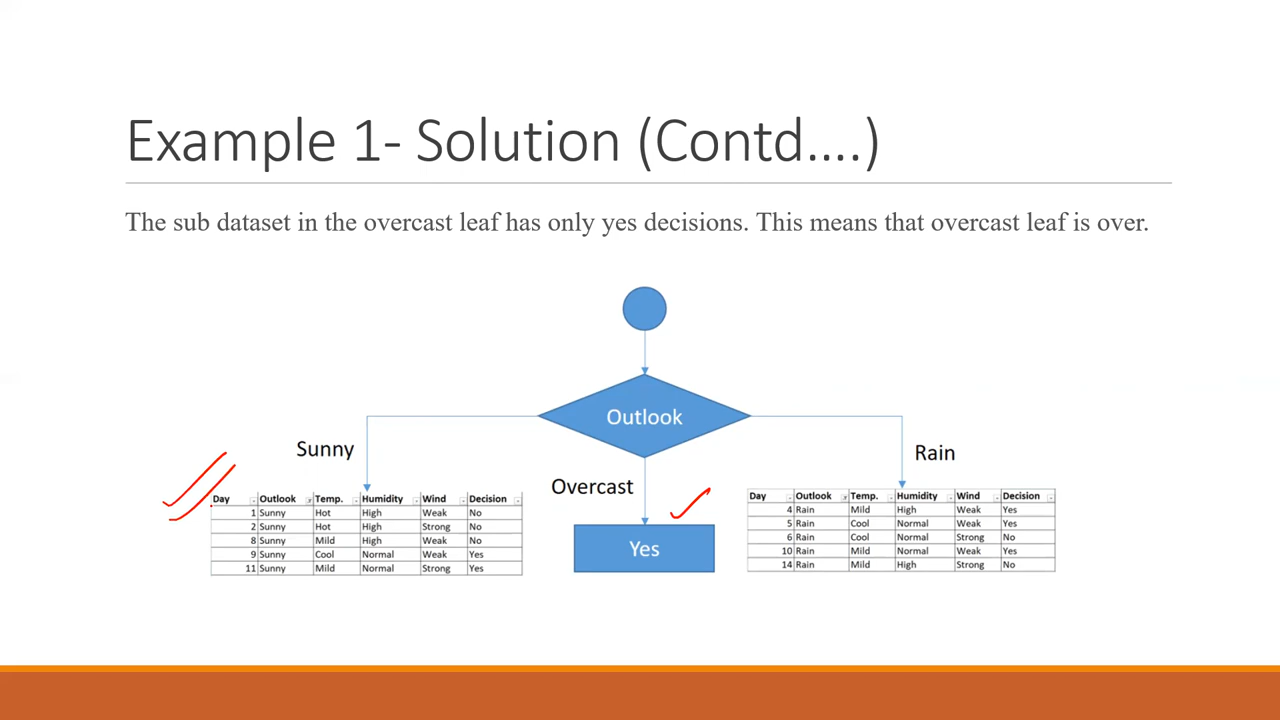 Example 1- Solution (Contd….)
The sub dataset in the overcast leaf has only yes decisions. This means that overcast leaf is over.
Outlook
Sunny
Overcast
Rain
Yes
Day Outlook Temp. Humidity Wind Decision
1 Sunny Hot High Weak No
2 Sunny Hot High Strong No
8 Sunny Mild High Weak No
9 Sunny Cool Normal Weak Yes
11 Sunny Mild Normal Strong Yes
Day Outlook Temp. Humidity Wind Decision
4 Rain Mild High Weak Yes
5 Rain Cool Normal Weak Yes
6 Rain Cool Normal Strong No
10 Rain Mild Normal Weak Yes
14 Rain Mild High Strong No